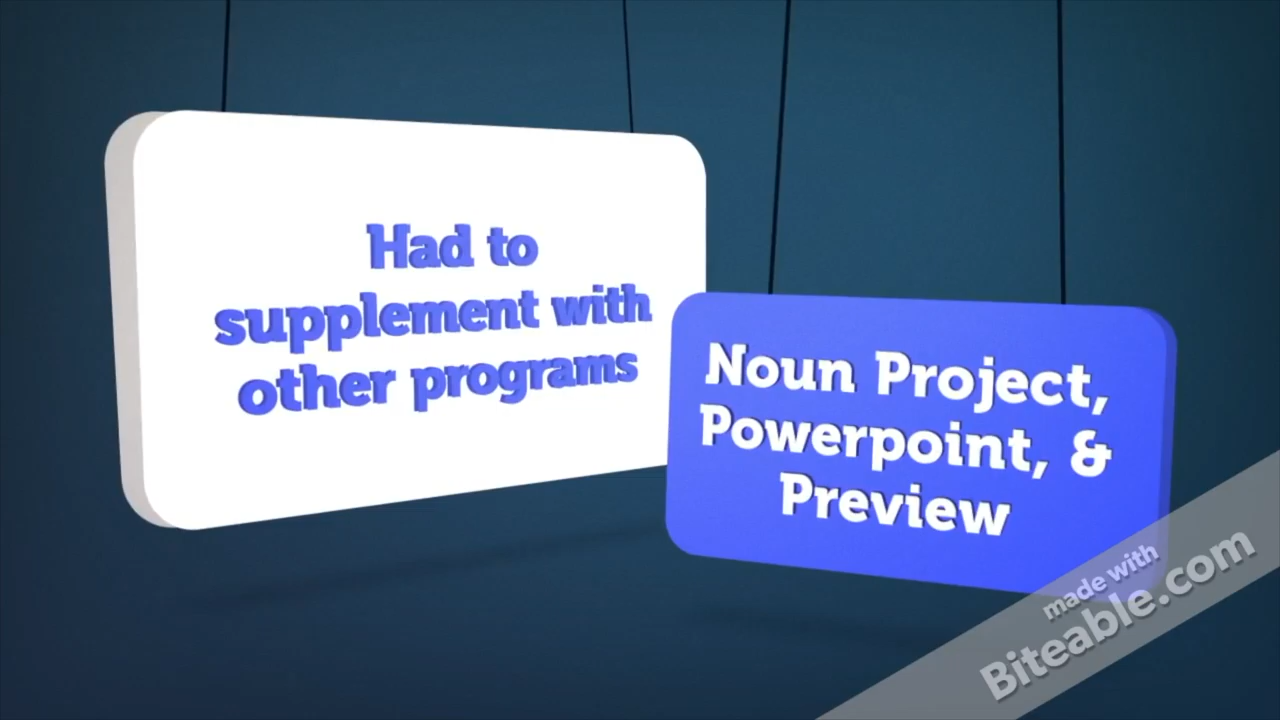 Had to
supplement with
other programs
Noun Project,
Powerpoint, &
Preview
made with
Biteable.com